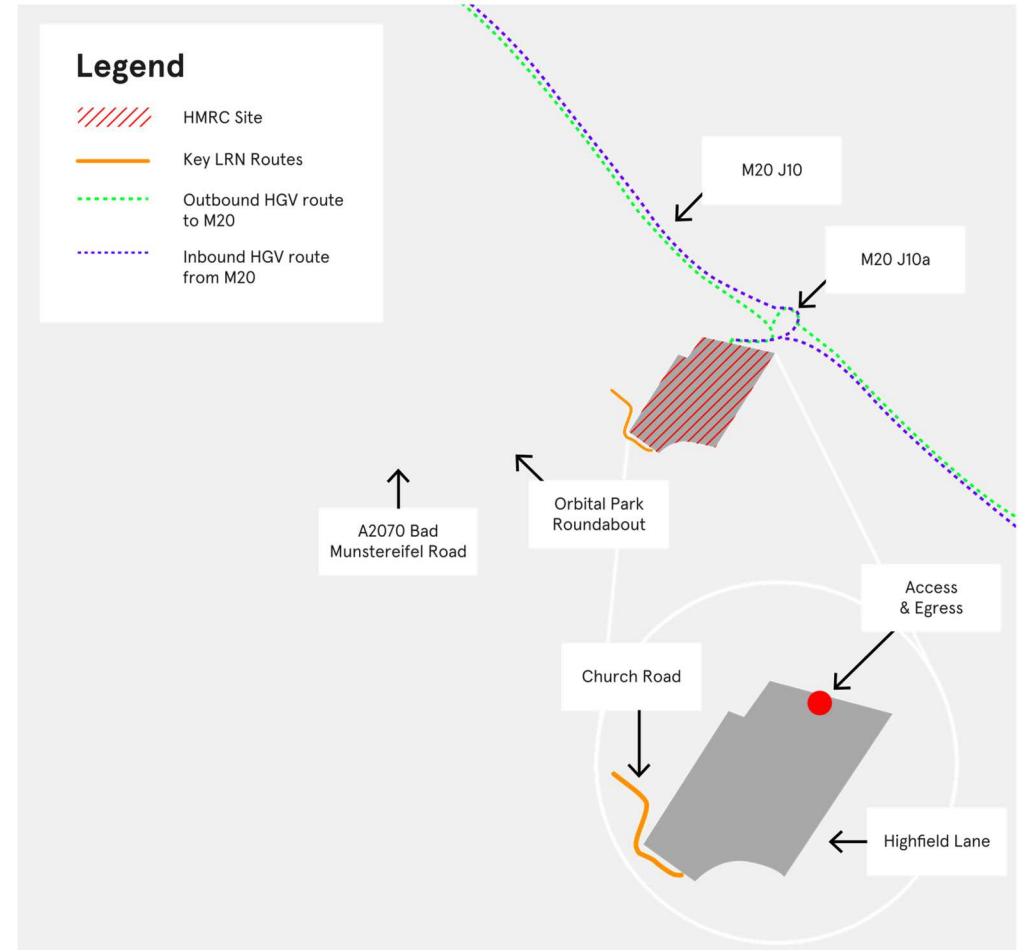 Legend
HMRC Site
Key LRN Routes
Outbound HGV route
to M20
Inbound HGV route
from M20
M20 J10
M20 J10a
Orbital Park
Roundabout
A2070 Bad
Munstereifel Road
Access
& Egress
Church Road
Highfield Lane